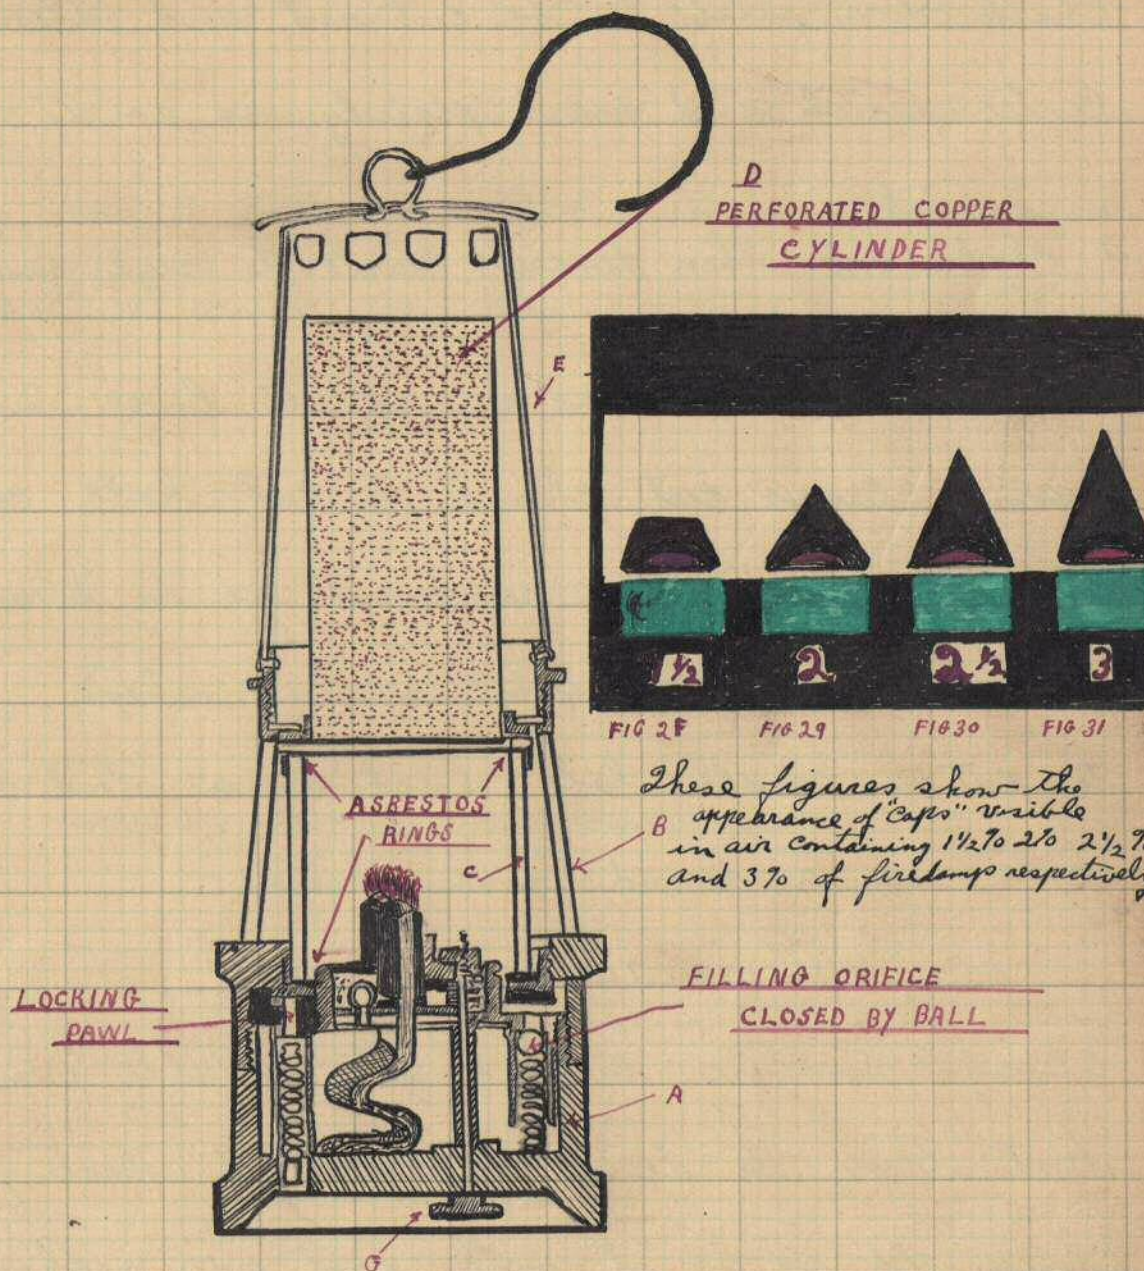 D
PERFORATED COPPER
CYLINDER
E
1½
2
2½
3
FIG 28
FIG 29
FIG 30
FIG 31
These figures show the
appearance of "caps" visible
in air containing 1½% 2% 2½%
and 3% of firedamps respectively
ASBESTOS
RINGS
B
C
LOCKING
PAWL
FILLING ORIFICE
CLOSED BY BALL
A
G